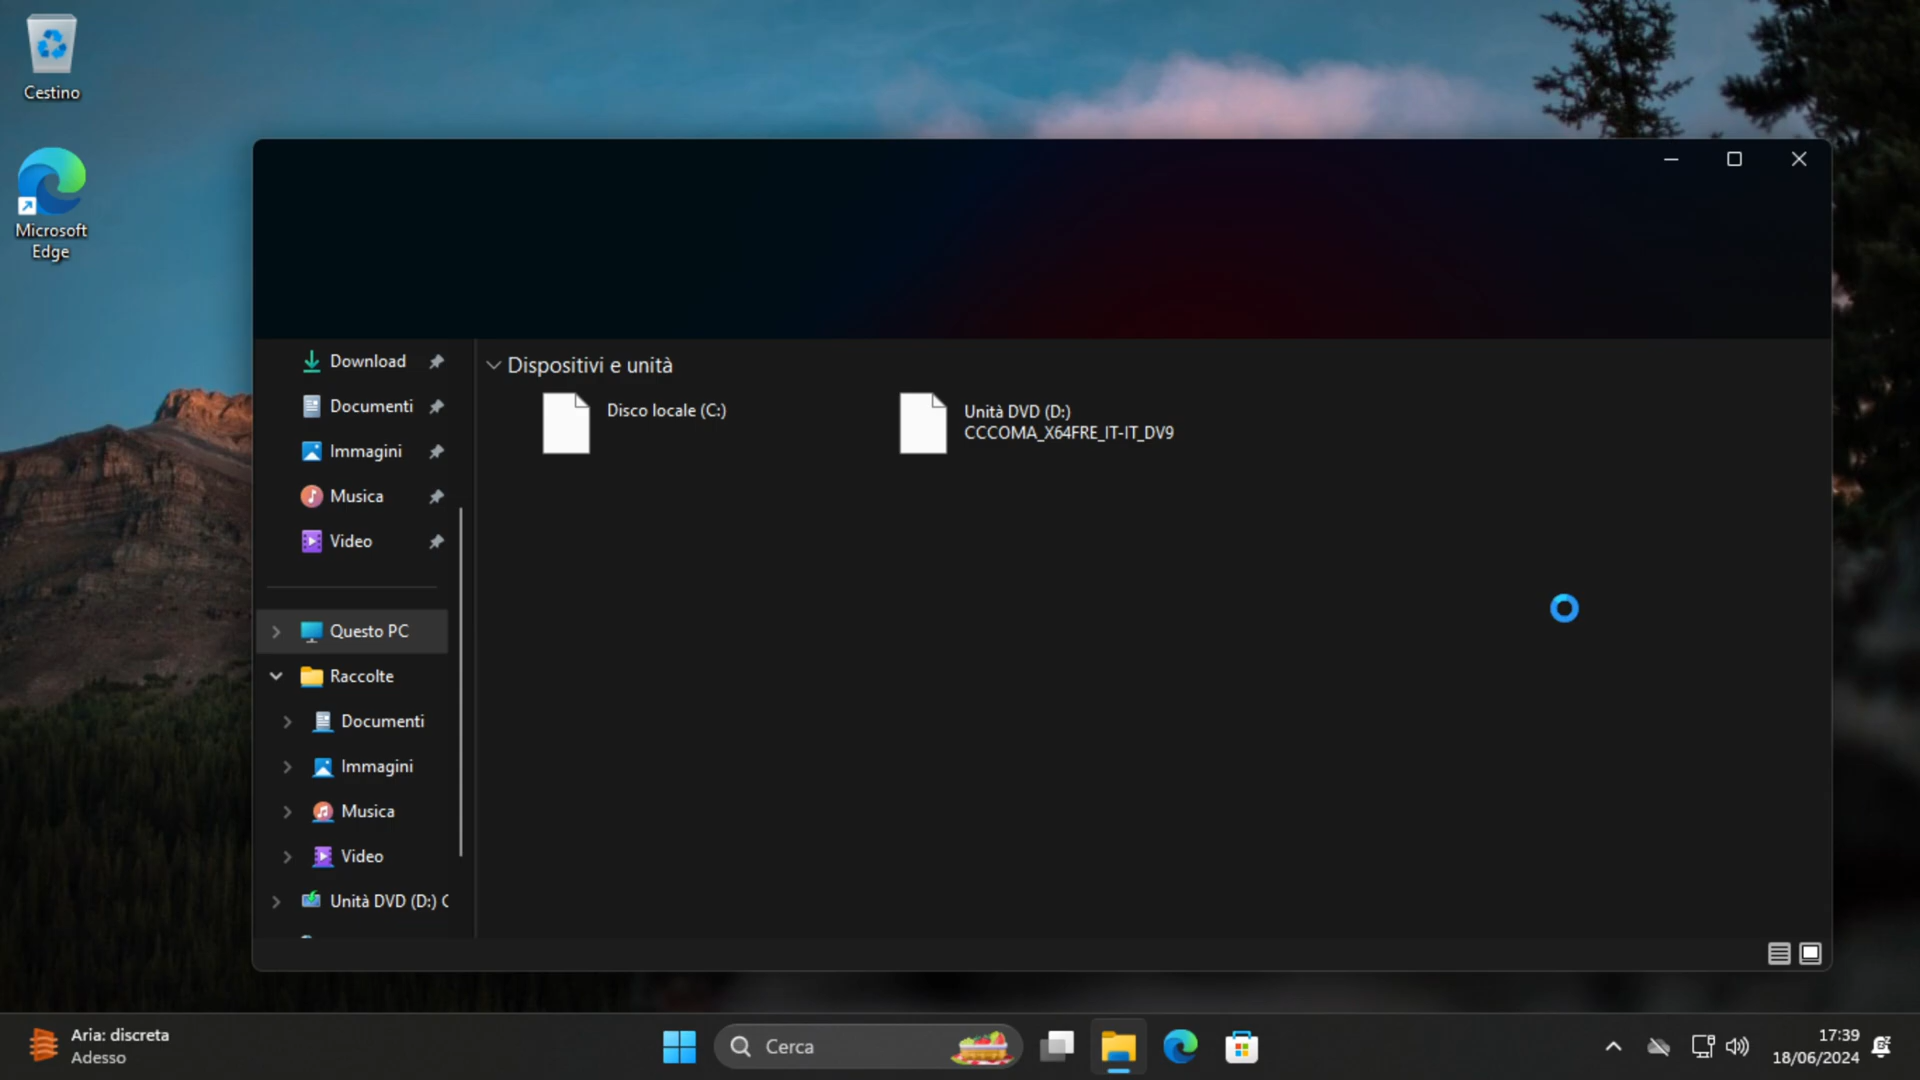 Cestino
Microsoft
Edge
Download
Documenti
Immagini
Musica
Video
Questo PC
Raccolte
Documenti
Immagini
Musica
Video
Unità DVD (D:) C
Dispositivi e unità
Disco locale (C:)
Unità DVD (D:)
CCCOMA_X64FRE_IT-IT_DV9
Aria: discreta
Adesso
Cerca
17:39
18/06/2024